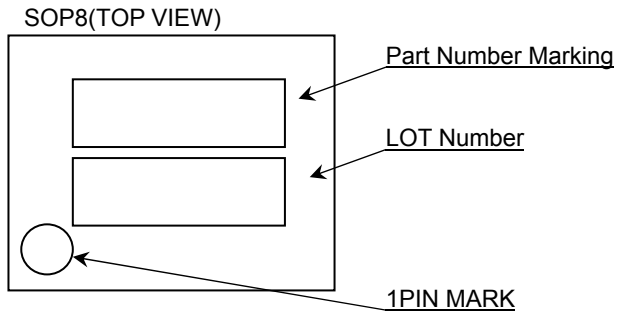 SOP8(TOP VIEW)
Part Number Marking
LOT Number
1PIN MARK